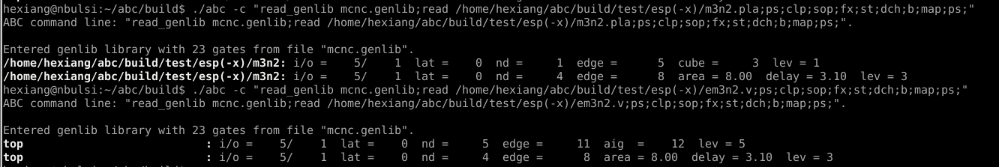 hexiang@nbulsi:~/abc/build$ ./abc -c "read_genlib mcnc.genlib;read /home/hexiang/abc/build/test/esp(-x)/m3n2.pla;ps;clp;sop;fx;st;dch;b;map;ps;"
ABC command line: "read_genlib mcnc.genlib;read /home/hexiang/abc/build/test/esp(-x)/m3n2.pla;ps;clp;sop;fx;st;dch;b;map;ps;".

Entered genlib library with 23 gates from file "mcnc.genlib".
/home/hexiang/abc/build/test/esp(-x)/m3n2: i/o =    5/    1  lat =    0  nd =     1  edge =      5  cube =     3  lev = 1
/home/hexiang/abc/build/test/esp(-x)/m3n2: i/o =    5/    1  lat =    0  nd =     4  edge =      8  area = 8.00  delay = 3.10  lev = 3
hexiang@nbulsi:~/abc/build$ ./abc -c "read_genlib mcnc.genlib;read /home/hexiang/abc/build/test/esp(-x)/em3n2.v;ps;clp;sop;fx;st;dch;b;map;ps;"
ABC command line: "read_genlib mcnc.genlib;read /home/hexiang/abc/build/test/esp(-x)/em3n2.v;ps;clp;sop;fx;st;dch;b;map;ps;".

Entered genlib library with 23 gates from file "mcnc.genlib".
top                           : i/o =    5/    1  lat =    0  nd =     5  edge =     11  aig  =    12  lev = 5
top                           : i/o =    5/    1  lat =    0  nd =     4  edge =      8  area = 8.00  delay = 3.10  lev = 3